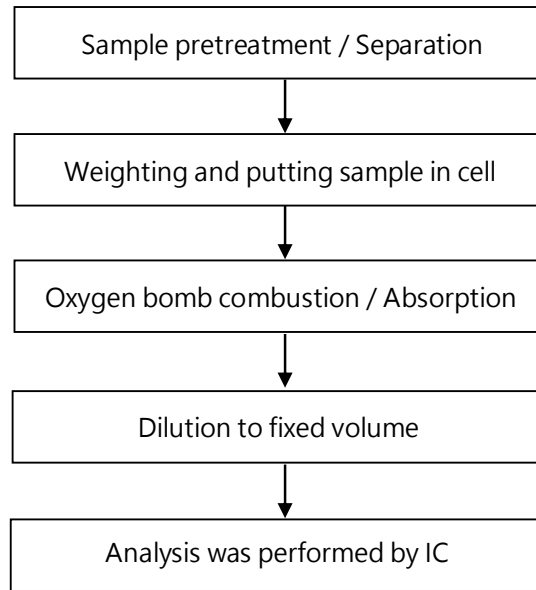 Sample pretreatment / Separation
Weighting and putting sample in cell
Oxygen bomb combustion / Absorption
Dilution to fixed volume
Analysis was performed by IC